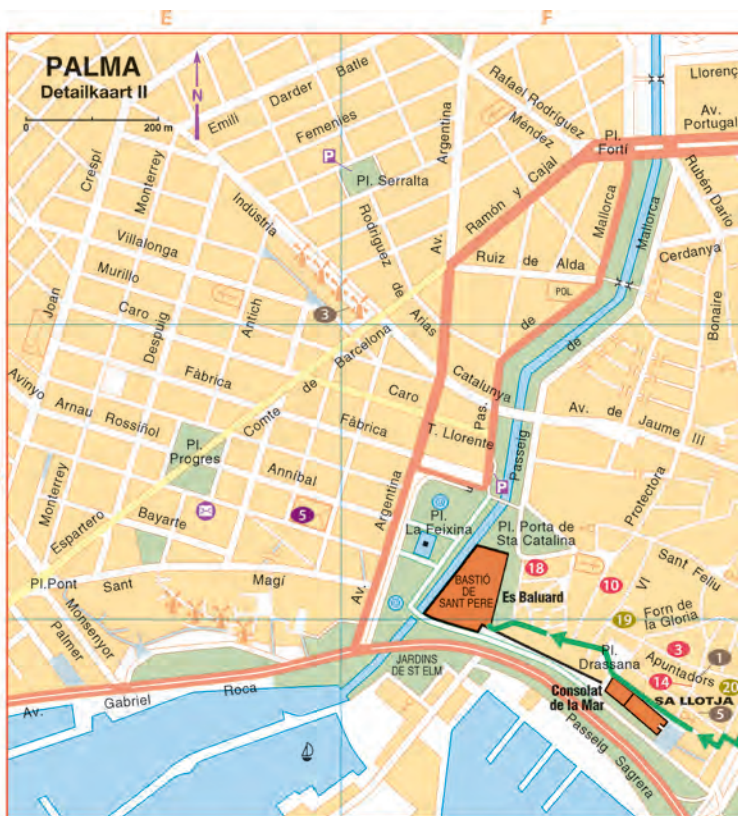 E
F
PALMA
Detailkaart II
0
200 m
N
Emili
Darder
Batle
Femenies
P
Pl. Serralta
Crespí
Monterrey
Indústria
Rodríguez
de
Arias
Villalonga
Murillo
Caro
Joan
Despuig
Antich
3
Fàbrica
Comte
de
Barcelona
Avinyo
Arnau
Rossiñol
Monterrey
Pl.
Progres
Anníbal
Bayarte
5
Espartero
Pl.Pont
Sant
Magí
Monsenyor
Palmer
Av.
Gabriel
Roca
Argentina
Av.
Rafael Rodríguez
Méndez
Ramón y Cajal
Pl.
Fortí
Llorenç
Av.
Portugal
Rubén Dario
Mallorca
Mallorca
Cerdanya
Ruiz de Alda
POL.
de
de
Bonaire
Catalunya
Caro
Fàbrica
T. Llorente
Pas.
Passeig
Av. de
Jaume III
Argentina
Av.
Pl.
La Feixina
P
Pl. Porta de
Sta Catalina
Protectora
BASTIÓ
DE
SANT PERE
Es Baluard
18
10
VI
Sant Feliu
19
Forn de
la Gloria
3
1
Pl.
Drassana
Apuntadors
14
20
SA LLOTJA
5
Consolat
de la Mar
JARDINS
DE ST ELM
Passeig
Sagrera